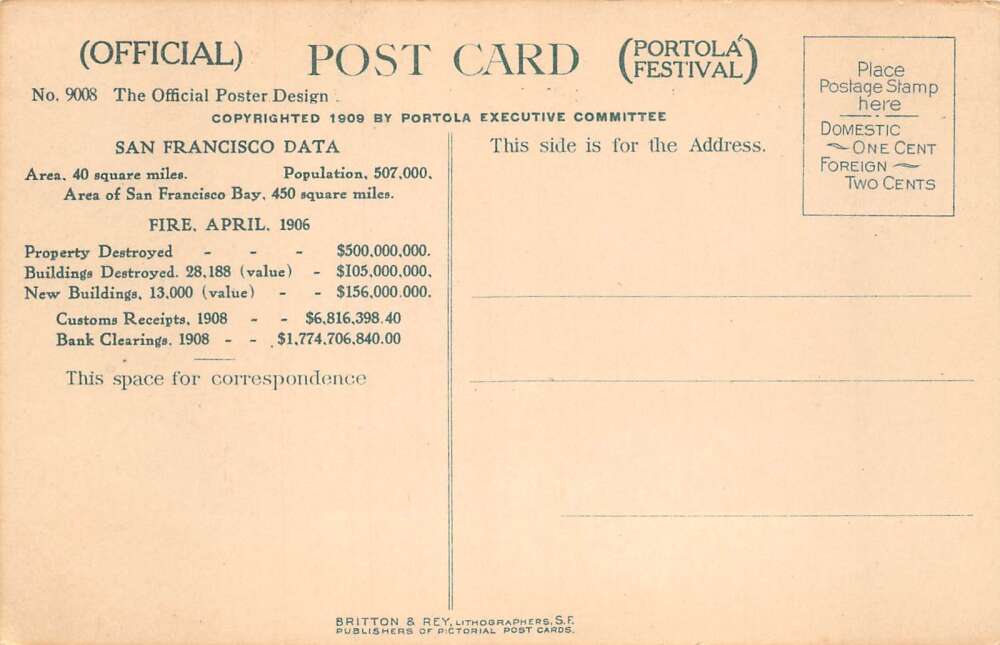 (OFFICIAL) POST CARD (PORTOLÁ FESTIVAL)
No. 9008 The Official Poster Design.
COPYRIGHTED 1909 BY PORTOLA EXECUTIVE COMMITTEE
SAN FRANCISCO DATA
Area, 40 square miles. Population, 507,000,
Area of San Francisco Bay, 450 square miles.
FIRE, APRIL, 1906
Property Destroyed - - - $500,000,000.
Buildings Destroyed. 28,188 (value) - $105,000,000,
New Buildings, 13,000 (value) - - $156,000.000.
Customs Receipts, 1908 - - $6,816,398.40
Bank Clearings, 1908 - - $1,774,706,840.00
This space for correspondence
This side is for the Address.
Place
Postage Stamp
here
DOMESTIC
ONE CENT
FOREIGN
TWO CENTS
BRITTON & REY, LITHOGRAPHERS, S.F.
PUBLISHERS OF PICTORIAL POST CARDS.